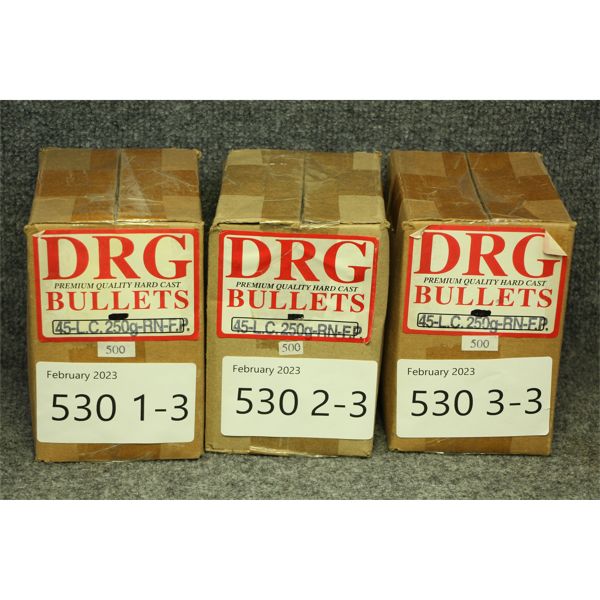 DRG
PREMIUM QUALITY HARD CAST
BULLETS
45-L.C. 250g-RN-F.P.
500
February 2023
530 1-3
DRG
PREMIUM QUALITY HARD CAST
BULLETS
45-L.C. 250g-RN-F.P.
500
February 2023
530 2-3
DRG
PREMIUM QUALITY HARD CAST
BULLETS
45-L.C. 250g-RN-F.P.
500
February 2023
530 3-3